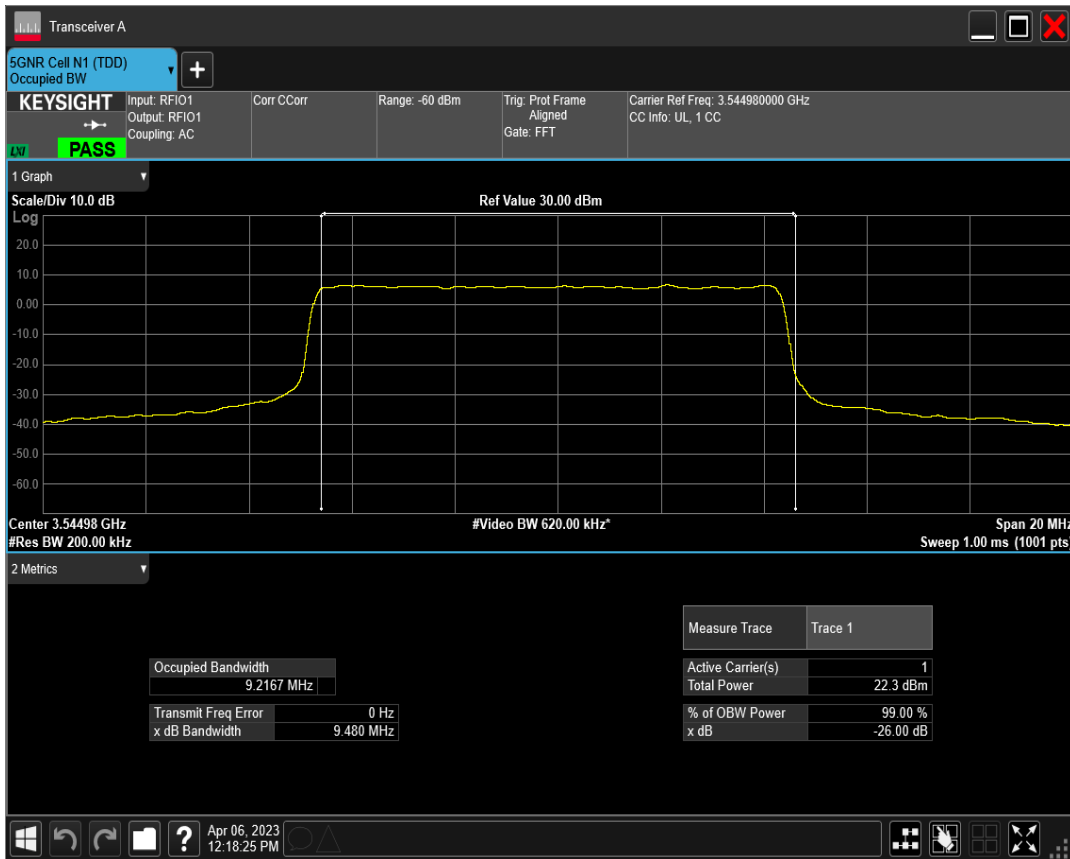 Transceiver A
5GNR Cell N1 (TDD)
Occupied BW
+
KEYSIGHT
LXI
PASS
Input: RFIO1
Output: RFIO1
Coupling: AC
Corr CCorr
Range: -60 dBm
Trig: Prot Frame
Aligned
Gate: FFT
Carrier Ref Freq: 3.544980000 GHz
CC Info: UL, 1 CC
1 Graph
Scale/Div 10.0 dB
Ref Value 30.00 dBm
Log
20.0
10.0
0.00
-10.0
-20.0
-30.0
-40.0
-50.0
-60.0
Center 3.54498 GHz
#Video BW 620.00 kHz*
Span 20 MHz
#Res BW 200.00 kHz
Sweep 1.00 ms (1001 pts)
2 Metrics
Measure Trace Trace 1
Occupied Bandwidth
9.2167 MHz
Transmit Freq Error 0 Hz
x dB Bandwidth 9.480 MHz
Active Carrier(s) 1
Total Power 22.3 dBm
% of OBW Power 99.00 %
x dB -26.00 dB
?
Apr 06, 2023
12:18:25 PM